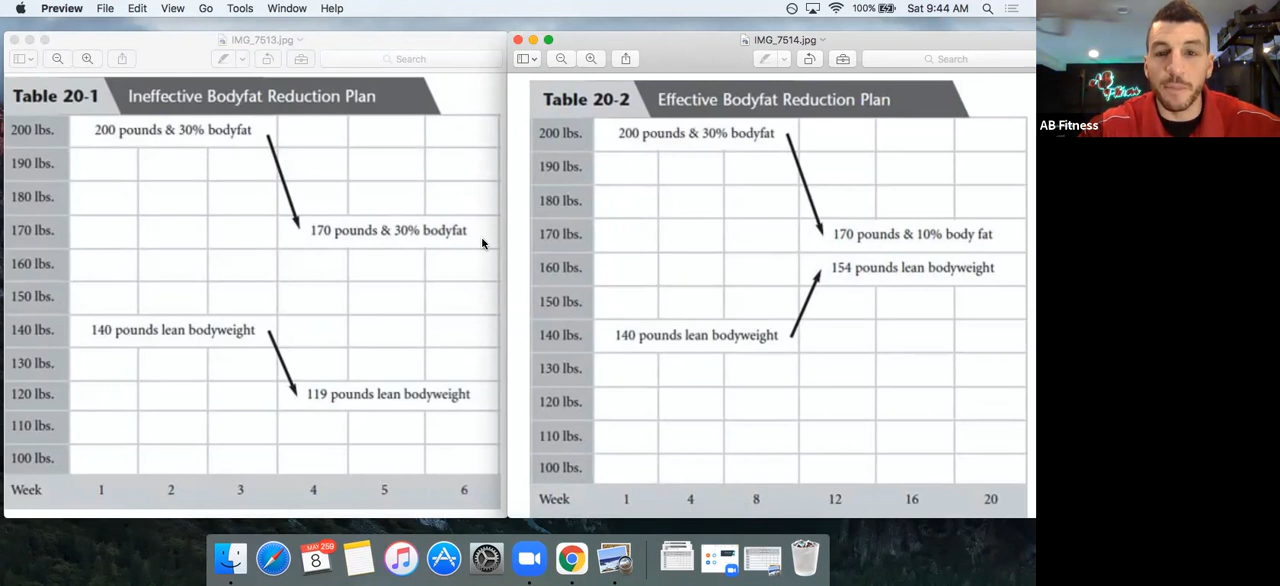 Preview File Edit View Go Tools Window Help
100% Sat 9:44 AM
IMG_7513.jpg
Search
Table 20-1 Ineffective Bodyfat Reduction Plan
200 lbs. 200 pounds & 30% bodyfat
190 lbs.
180 lbs.
170 lbs. 170 pounds & 30% bodyfat
160 lbs.
150 lbs.
140 lbs. 140 pounds lean bodyweight
130 lbs.
120 lbs. 119 pounds lean bodyweight
110 lbs.
100 lbs.
Week 1 2 3 4 5 6
IMG_7514.jpg
Search
Table 20-2 Effective Bodyfat Reduction Plan
200 lbs. 200 pounds & 30% bodyfat
190 lbs.
180 lbs.
170 lbs. 170 pounds & 10% body fat
160 lbs. 154 pounds lean bodyweight
150 lbs.
140 lbs. 140 pounds lean bodyweight
130 lbs.
120 lbs.
110 lbs.
100 lbs.
Week 1 4 8 12 16 20
AB Fitness
MAY 259
8